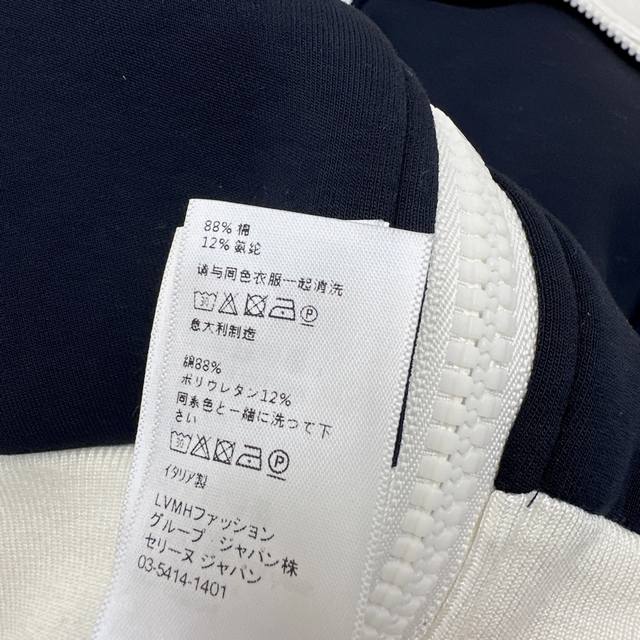 88% 棉
12% 氨纶
请与同色衣服一起清洗
意大利制造
綿88%
ポリウレタン12%
同系色と一緒に洗って下
さい
イタリア製
LVMHファッション
グループ ジャパン株
セリーヌ ジャパン
03-5414-1401